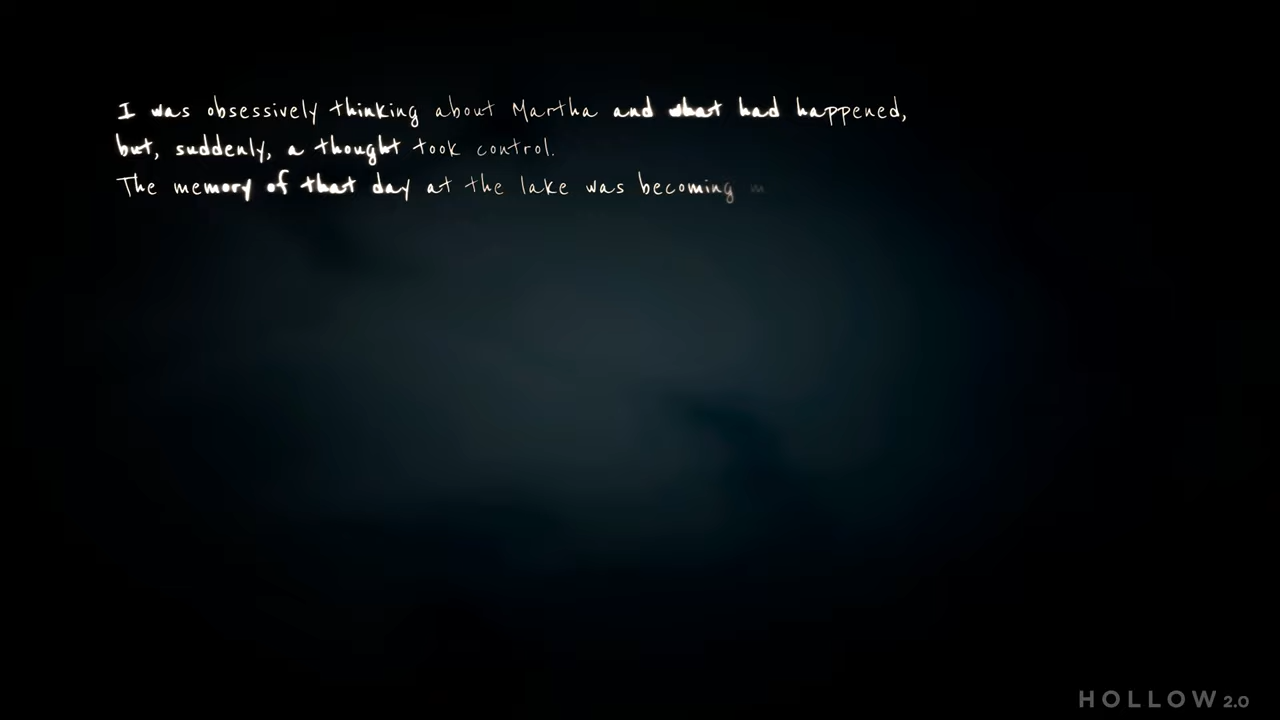 I was obsessively thinking about Martha and what had happened,
but, suddenly, a thought took control.
The memory of that day at the lake was becoming m
HOLLOW 2.0